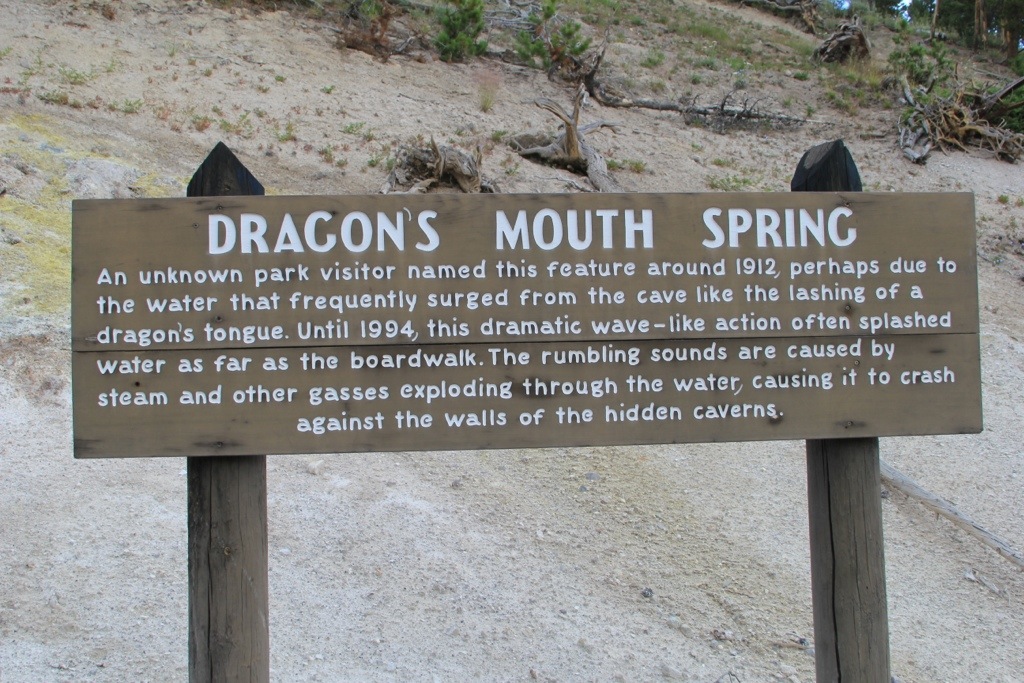 DRAGON'S MOUTH SPRING
An unknown park visitor named this feature around 1912, perhaps due to
the water that frequently surged from the cave like the lashing of a
dragon's tongue. Until 1994, this dramatic wave-like action often splashed
water as far as the boardwalk. The rumbling sounds are caused by
steam and other gasses exploding through the water, causing it to crash
against the walls of the hidden caverns.